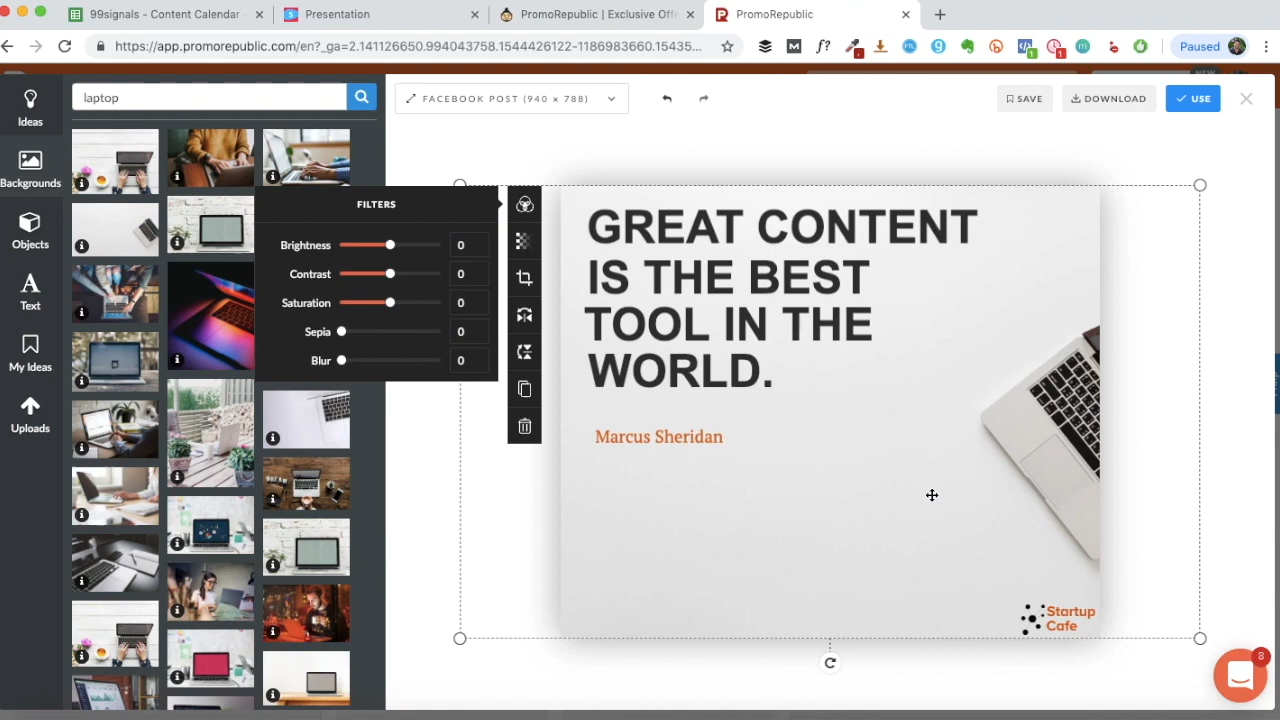 99signals - Content Calendar
Presentation
PromoRepublic | Exclusive Offe
PromoRepublic
https://app.promorepublic.com/en?_ga=2.141126650.994043758.1544426122-1186983660.15435...
Paused
laptop
FACEBOOK POST (940 × 788)
SAVE
DOWNLOAD
USE
Ideas
Backgrounds
Objects
Text
My Ideas
Uploads
FILTERS
Brightness 0
Contrast 0
Saturation 0
Sepia 0
Blur 0
GREAT CONTENT
IS THE BEST
TOOL IN THE
WORLD.
Marcus Sheridan
Startup
Cafe
8